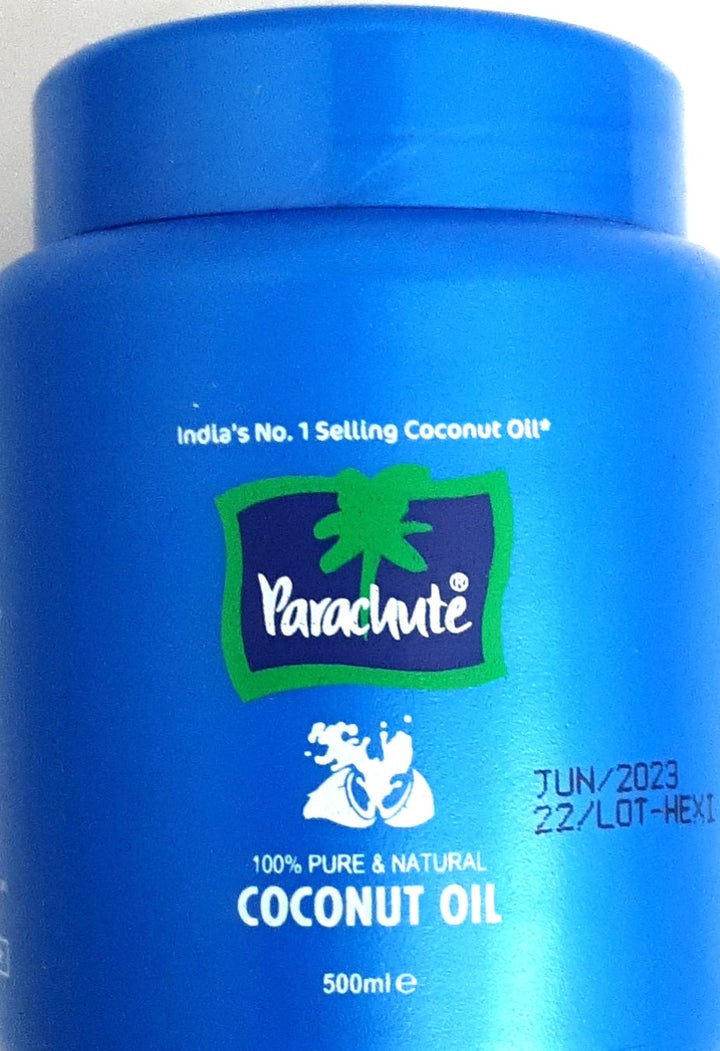 India's No. 1 Selling Coconut Oil*
Parachute®
JUN/2023
22/LOT-HEXI
100% PURE & NATURAL
COCONUT OIL
500ml ℮